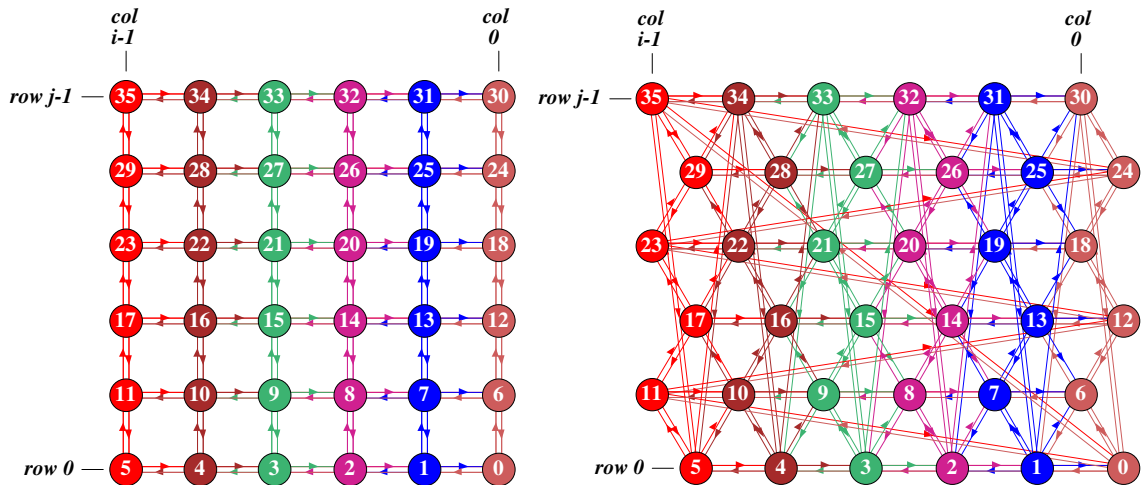 col
i-1
col
0
row j-1
35 34 33 32 31 30
29 28 27 26 25 24
23 22 21 20 19 18
17 16 15 14 13 12
11 10 9 8 7 6
row 0
5 4 3 2 1 0
col
i-1
col
0
row j-1
35 34 33 32 31 30
29 28 27 26 25 24
23 22 21 20 19 18
17 16 15 14 13 12
11 10 9 8 7 6
row 0
5 4 3 2 1 0